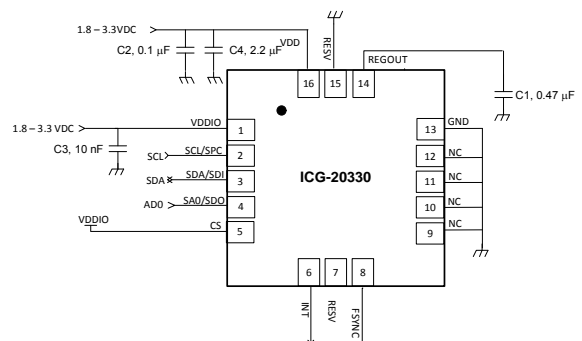 1.8 – 3.3VDC
C2, 0.1 μF
C4, 2.2 μF
VDD
RESV
REGOUT
C1, 0.47 μF
16
15
14
1.8 – 3.3 VDC
VDDIO
1
13
GND
C3, 10 nF
SCL
SCL/SPC
2
12
NC
SDA
SDA/SDI
3
ICG-20330
11
NC
AD0
SA0/SDO
4
10
NC
VDDIO
CS
5
9
NC
6
7
8
INT
RESV
FSYNC